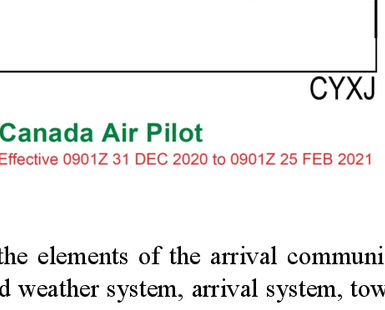 CYXJ
Canada Air Pilot
Effective 0901Z 31 DEC 2020 to 0901Z 25 FEB 2021
the elements of the arrival communi
d weather system, arrival system, tow